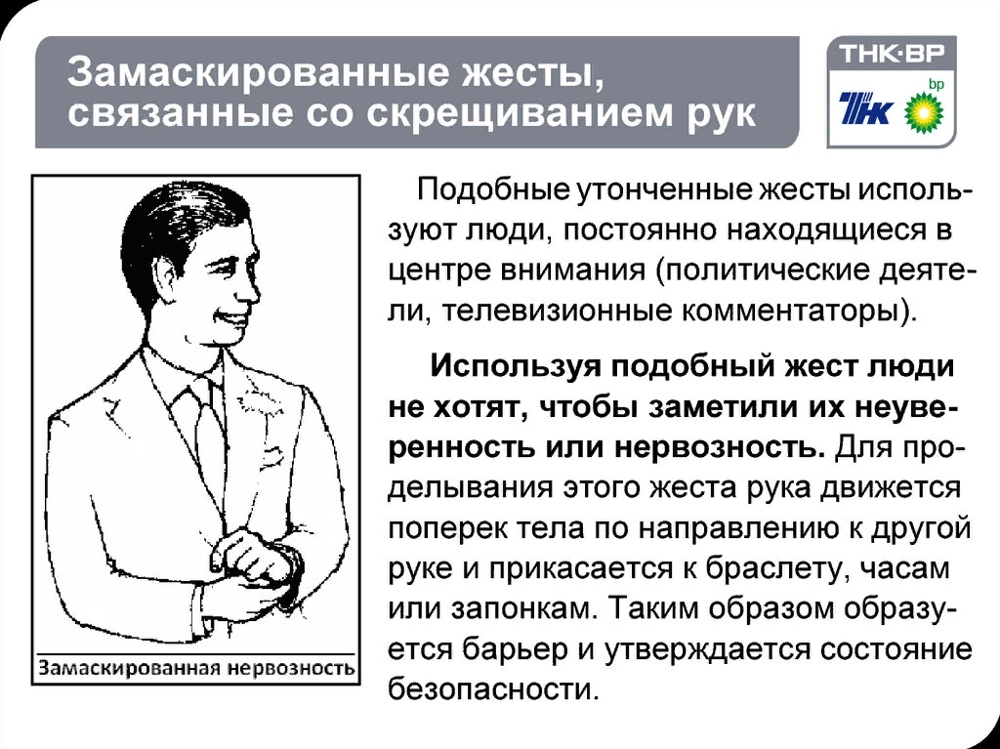 Замаскированные жесты,
связанные со скрещиванием рук
ТНК·ВР
ТНК
bp
Подобные утонченные жесты исполь-
зуют люди, постоянно находящиеся в
центре внимания (политические деяте-
ли, телевизионные комментаторы).
Используя подобный жест люди
не хотят, чтобы заметили их неуве-
ренность или нервозность. Для про-
делывания этого жеста рука движется
поперек тела по направлению к другой
руке и прикасается к браслету, часам
или запонкам. Таким образом образу-
ется барьер и утверждается состояние
безопасности.
Замаскированная нервозность